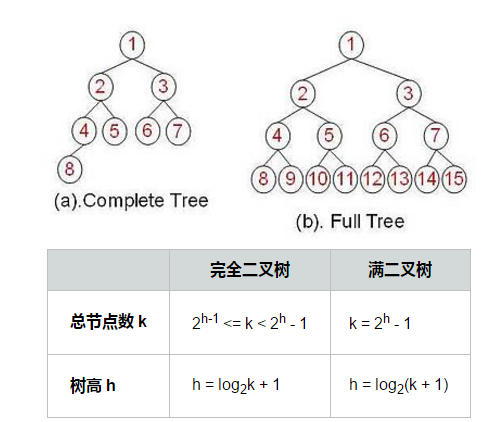 1
1
2
3
2
3
4
5
6
7
4
5
6
7
8
8
9
10
11
12
13
14
15
(a).Complete Tree
(b). Full Tree
完全二叉树
满二叉树
总节点数 k
2^{h-1} <= k < 2^h - 1
k = 2^h - 1
树高 h
h = log₂k + 1
h = log₂(k + 1)